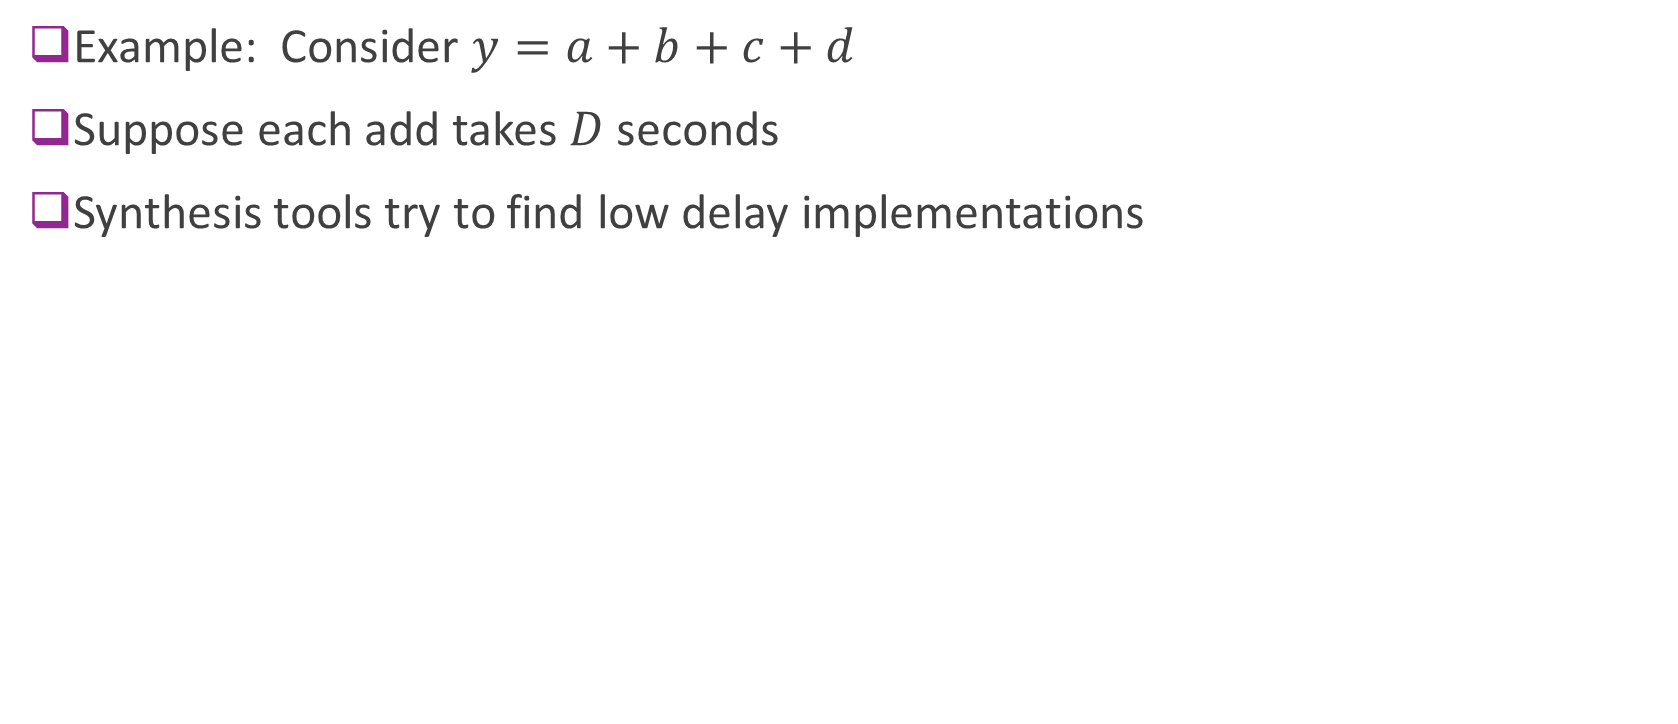 ❑Example: Consider y = a + b + c + d
❑Suppose each add takes D seconds
❑Synthesis tools try to find low delay implementations